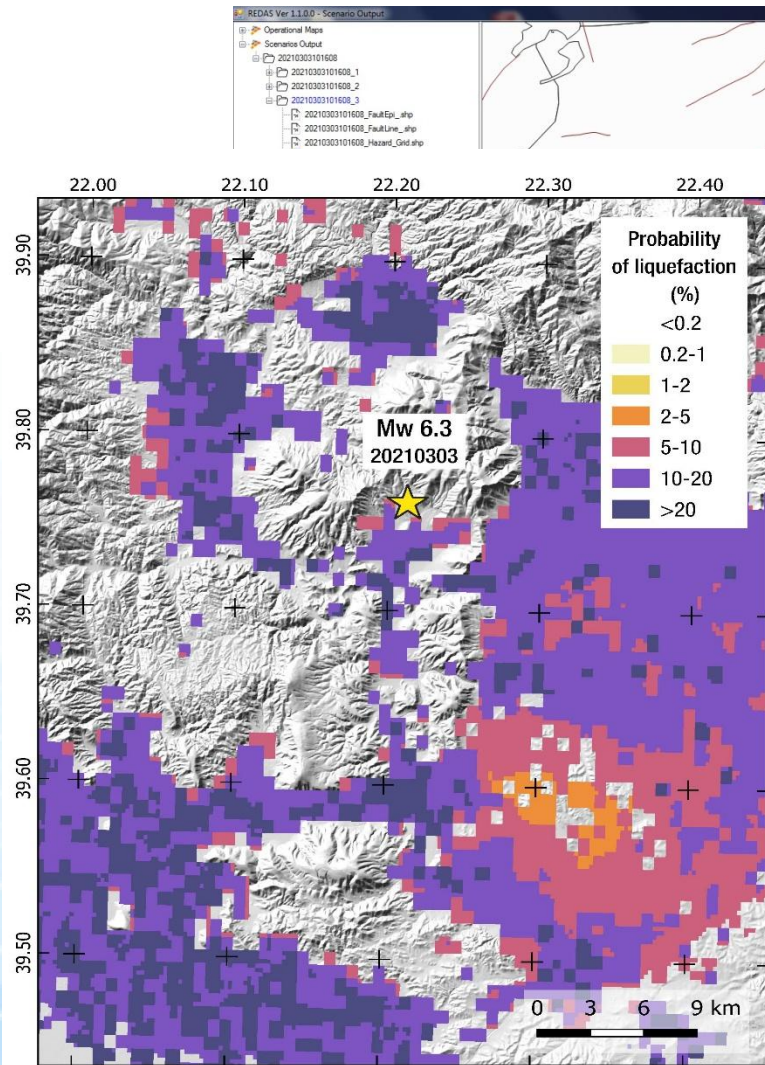 REDAS Ver 1.1.0.0 - Scenario Output
Operational Maps
Scenarios Output
20210303101608
20210303101608_1
20210303101608_2
20210303101608_3
20210303101608_FaultEpi_.shp
20210303101608_FaultLine_.shp
20210303101608_Hazard_Grid.shp
22.00 22.10 22.20 22.30 22.40
39.90
39.80
39.70
39.60
39.50
Probability
of liquefaction
(%)
<0.2
0.2-1
1-2
2-5
5-10
10-20
>20
Mw 6.3
20210303
0 3 6 9 km